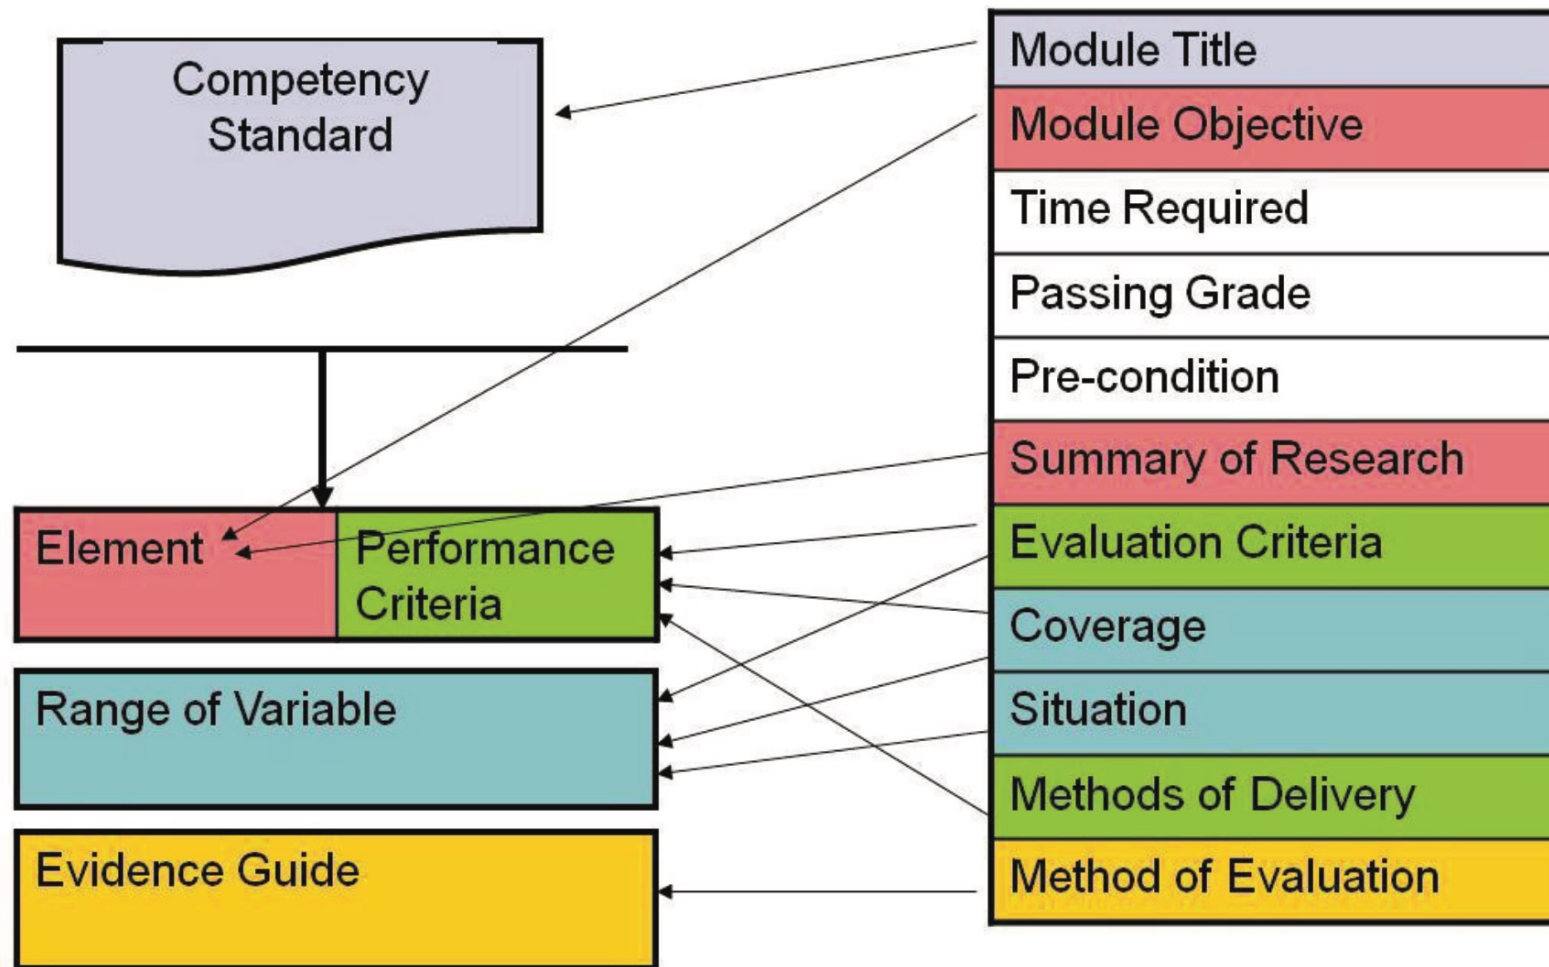 Competency
Standard
Element
Performance
Criteria
Range of Variable
Evidence Guide
Module Title
Module Objective
Time Required
Passing Grade
Pre-condition
Summary of Research
Evaluation Criteria
Coverage
Situation
Methods of Delivery
Method of Evaluation